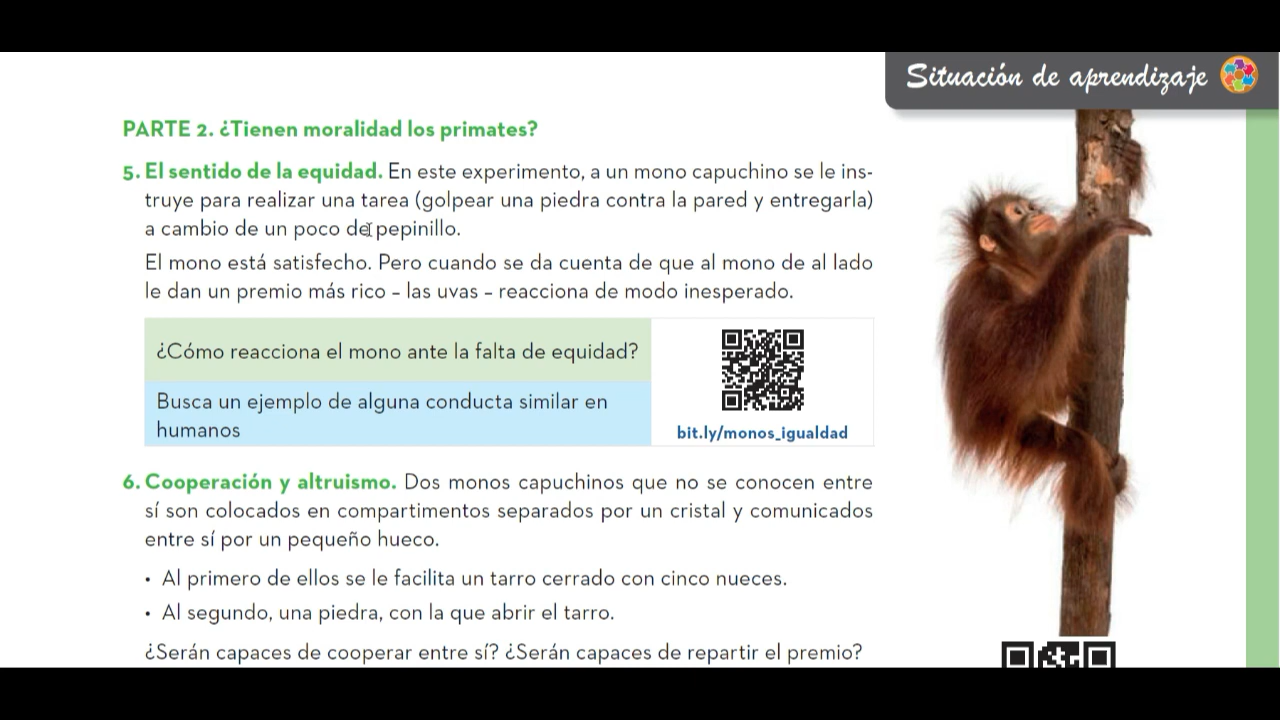 Situación de aprendizaje
PARTE 2. ¿Tienen moralidad los primates?
5. El sentido de la equidad. En este experimento, a un mono capuchino se le ins-
truye para realizar una tarea (golpear una piedra contra la pared y entregarla)
a cambio de un poco de pepinillo.
El mono está satisfecho. Pero cuando se da cuenta de que al mono de al lado
le dan un premio más rico – las uvas – reacciona de modo inesperado.
¿Cómo reacciona el mono ante la falta de equidad?
Busca un ejemplo de alguna conducta similar en
humanos
bit.ly/monos_igualdad
6. Cooperación y altruismo. Dos monos capuchinos que no se conocen entre
sí son colocados en compartimentos separados por un cristal y comunicados
entre sí por un pequeño hueco.
• Al primero de ellos se le facilita un tarro cerrado con cinco nueces.
• Al segundo, una piedra, con la que abrir el tarro.
¿Serán capaces de cooperar entre sí? ¿Serán capaces de repartir el premio?